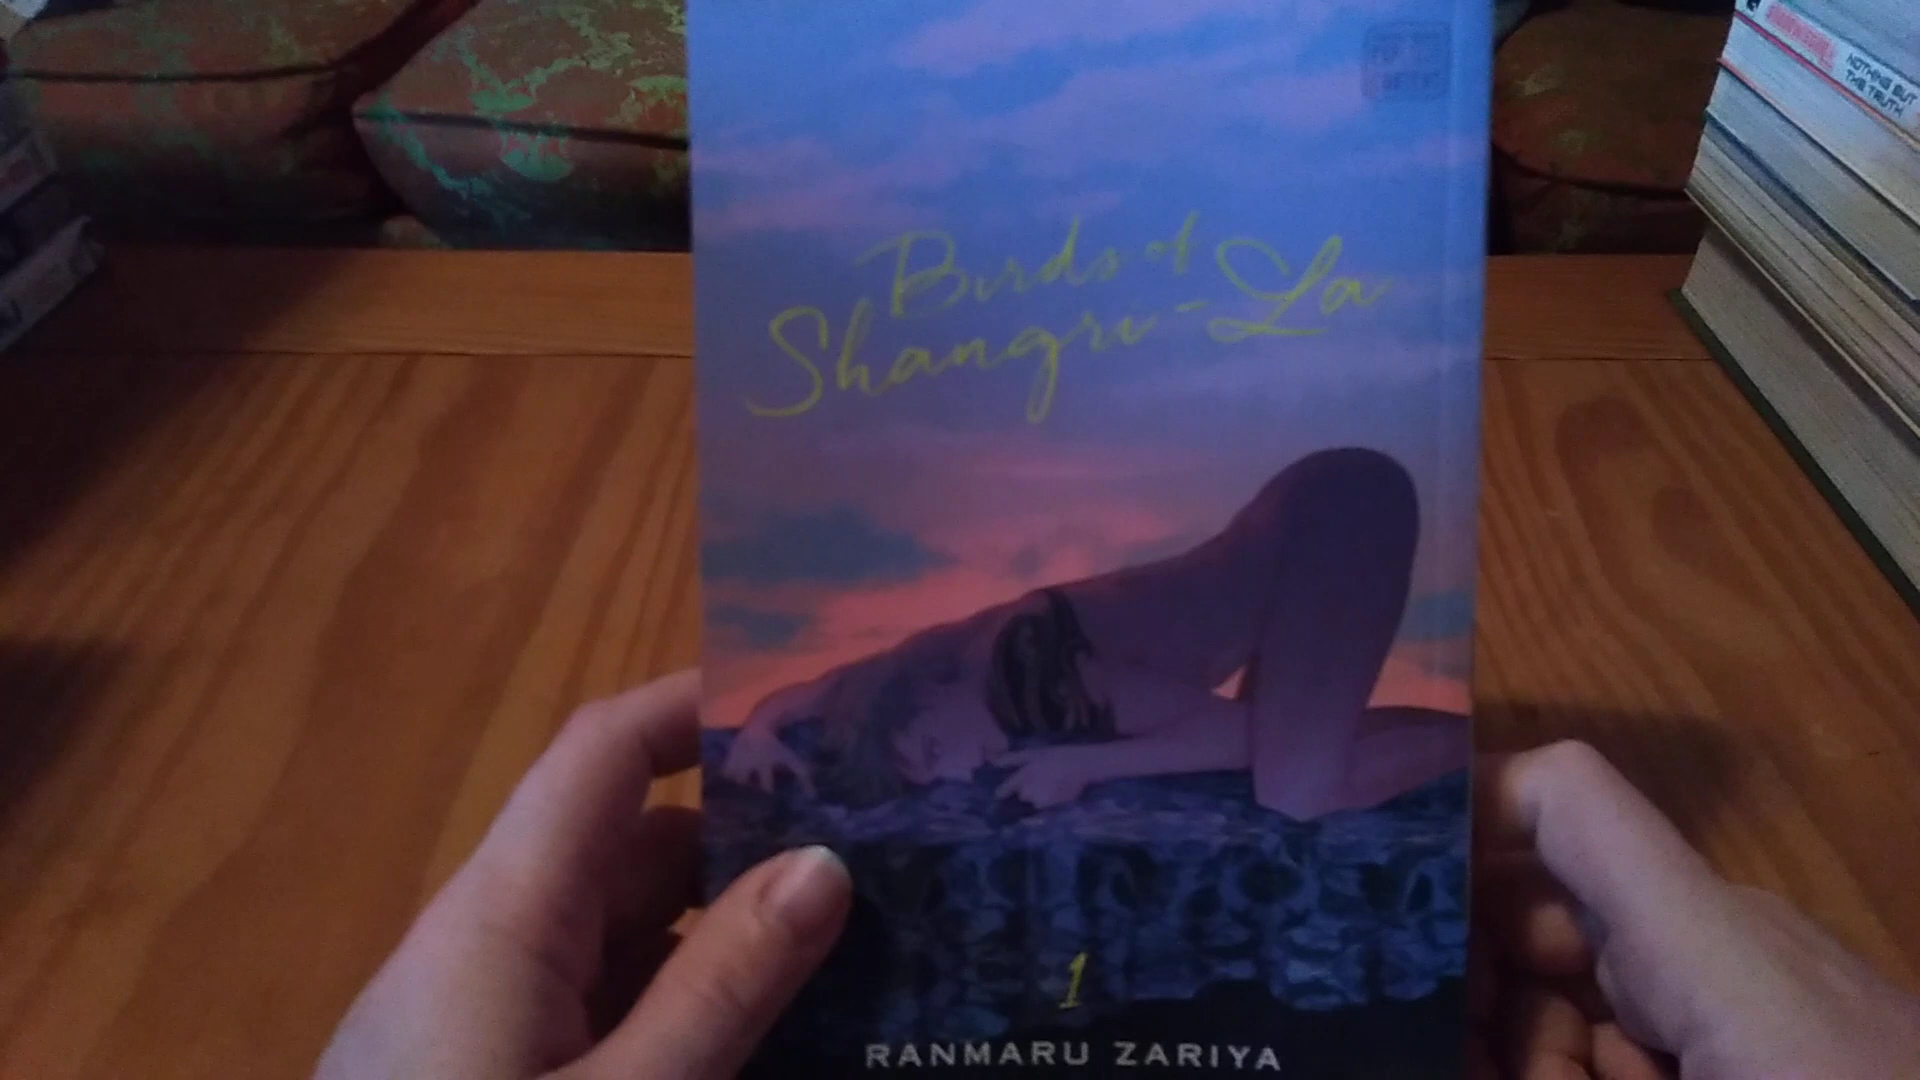 Birds of
Shangri-La
1
RANMARU ZARIYA
NOTHING BUT
THE TRUTH